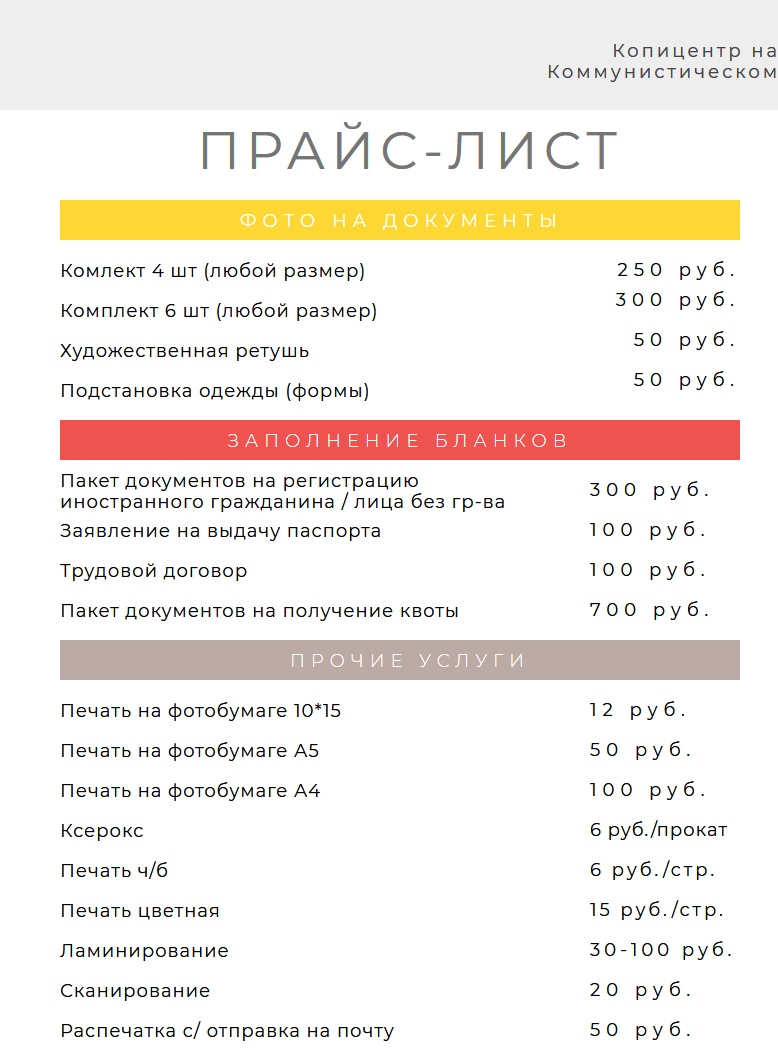 Копицентр на
Коммунистическом
ПРАЙС-ЛИСТ
ФОТО НА ДОКУМЕНТЫ
Комлект 4 шт (любой размер) 250 руб.
Комплект 6 шт (любой размер) 300 руб.
Художественная ретушь 50 руб.
Подстановка одежды (формы) 50 руб.
ЗАПОЛНЕНИЕ БЛАНКОВ
Пакет документов на регистрацию
иностранного гражданина / лица без гр-ва 300 руб.
Заявление на выдачу паспорта 100 руб.
Трудовой договор 100 руб.
Пакет документов на получение квоты 700 руб.
ПРОЧИЕ УСЛУГИ
Печать на фотобумаге 10*15 12 руб.
Печать на фотобумаге А5 50 руб.
Печать на фотобумаге А4 100 руб.
Ксерокс 6 руб./прокат
Печать ч/б 6 руб./стр.
Печать цветная 15 руб./стр.
Ламинирование 30-100 руб.
Сканирование 20 руб.
Распечатка с/ отправка на почту 50 руб.